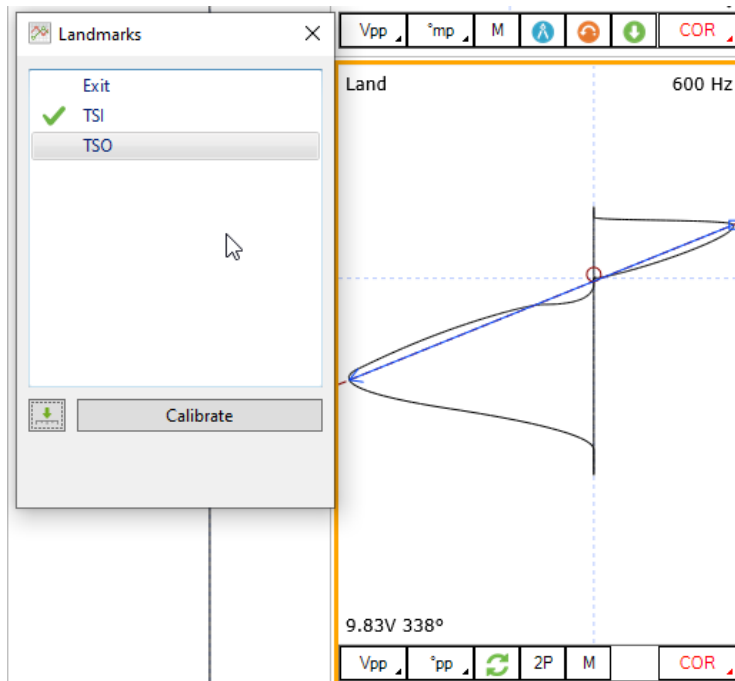 Landmarks
Exit
TSI
TSO
Calibrate
Vpp °mp M COR
Land 600 Hz
9.83V 338°
Vpp °pp 2P M COR